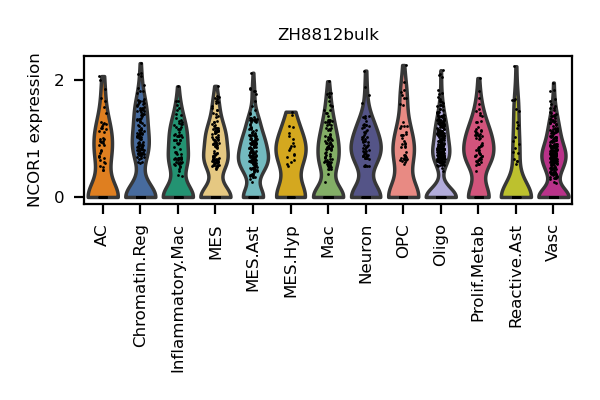 ZH8812bulk
NCOR1 expression
2
0
AC
Chromatin.Reg
Inflammatory.Mac
MES
MES.Ast
MES.Hyp
Mac
Neuron
OPC
Oligo
Prolif.Metab
Reactive.Ast
Vasc